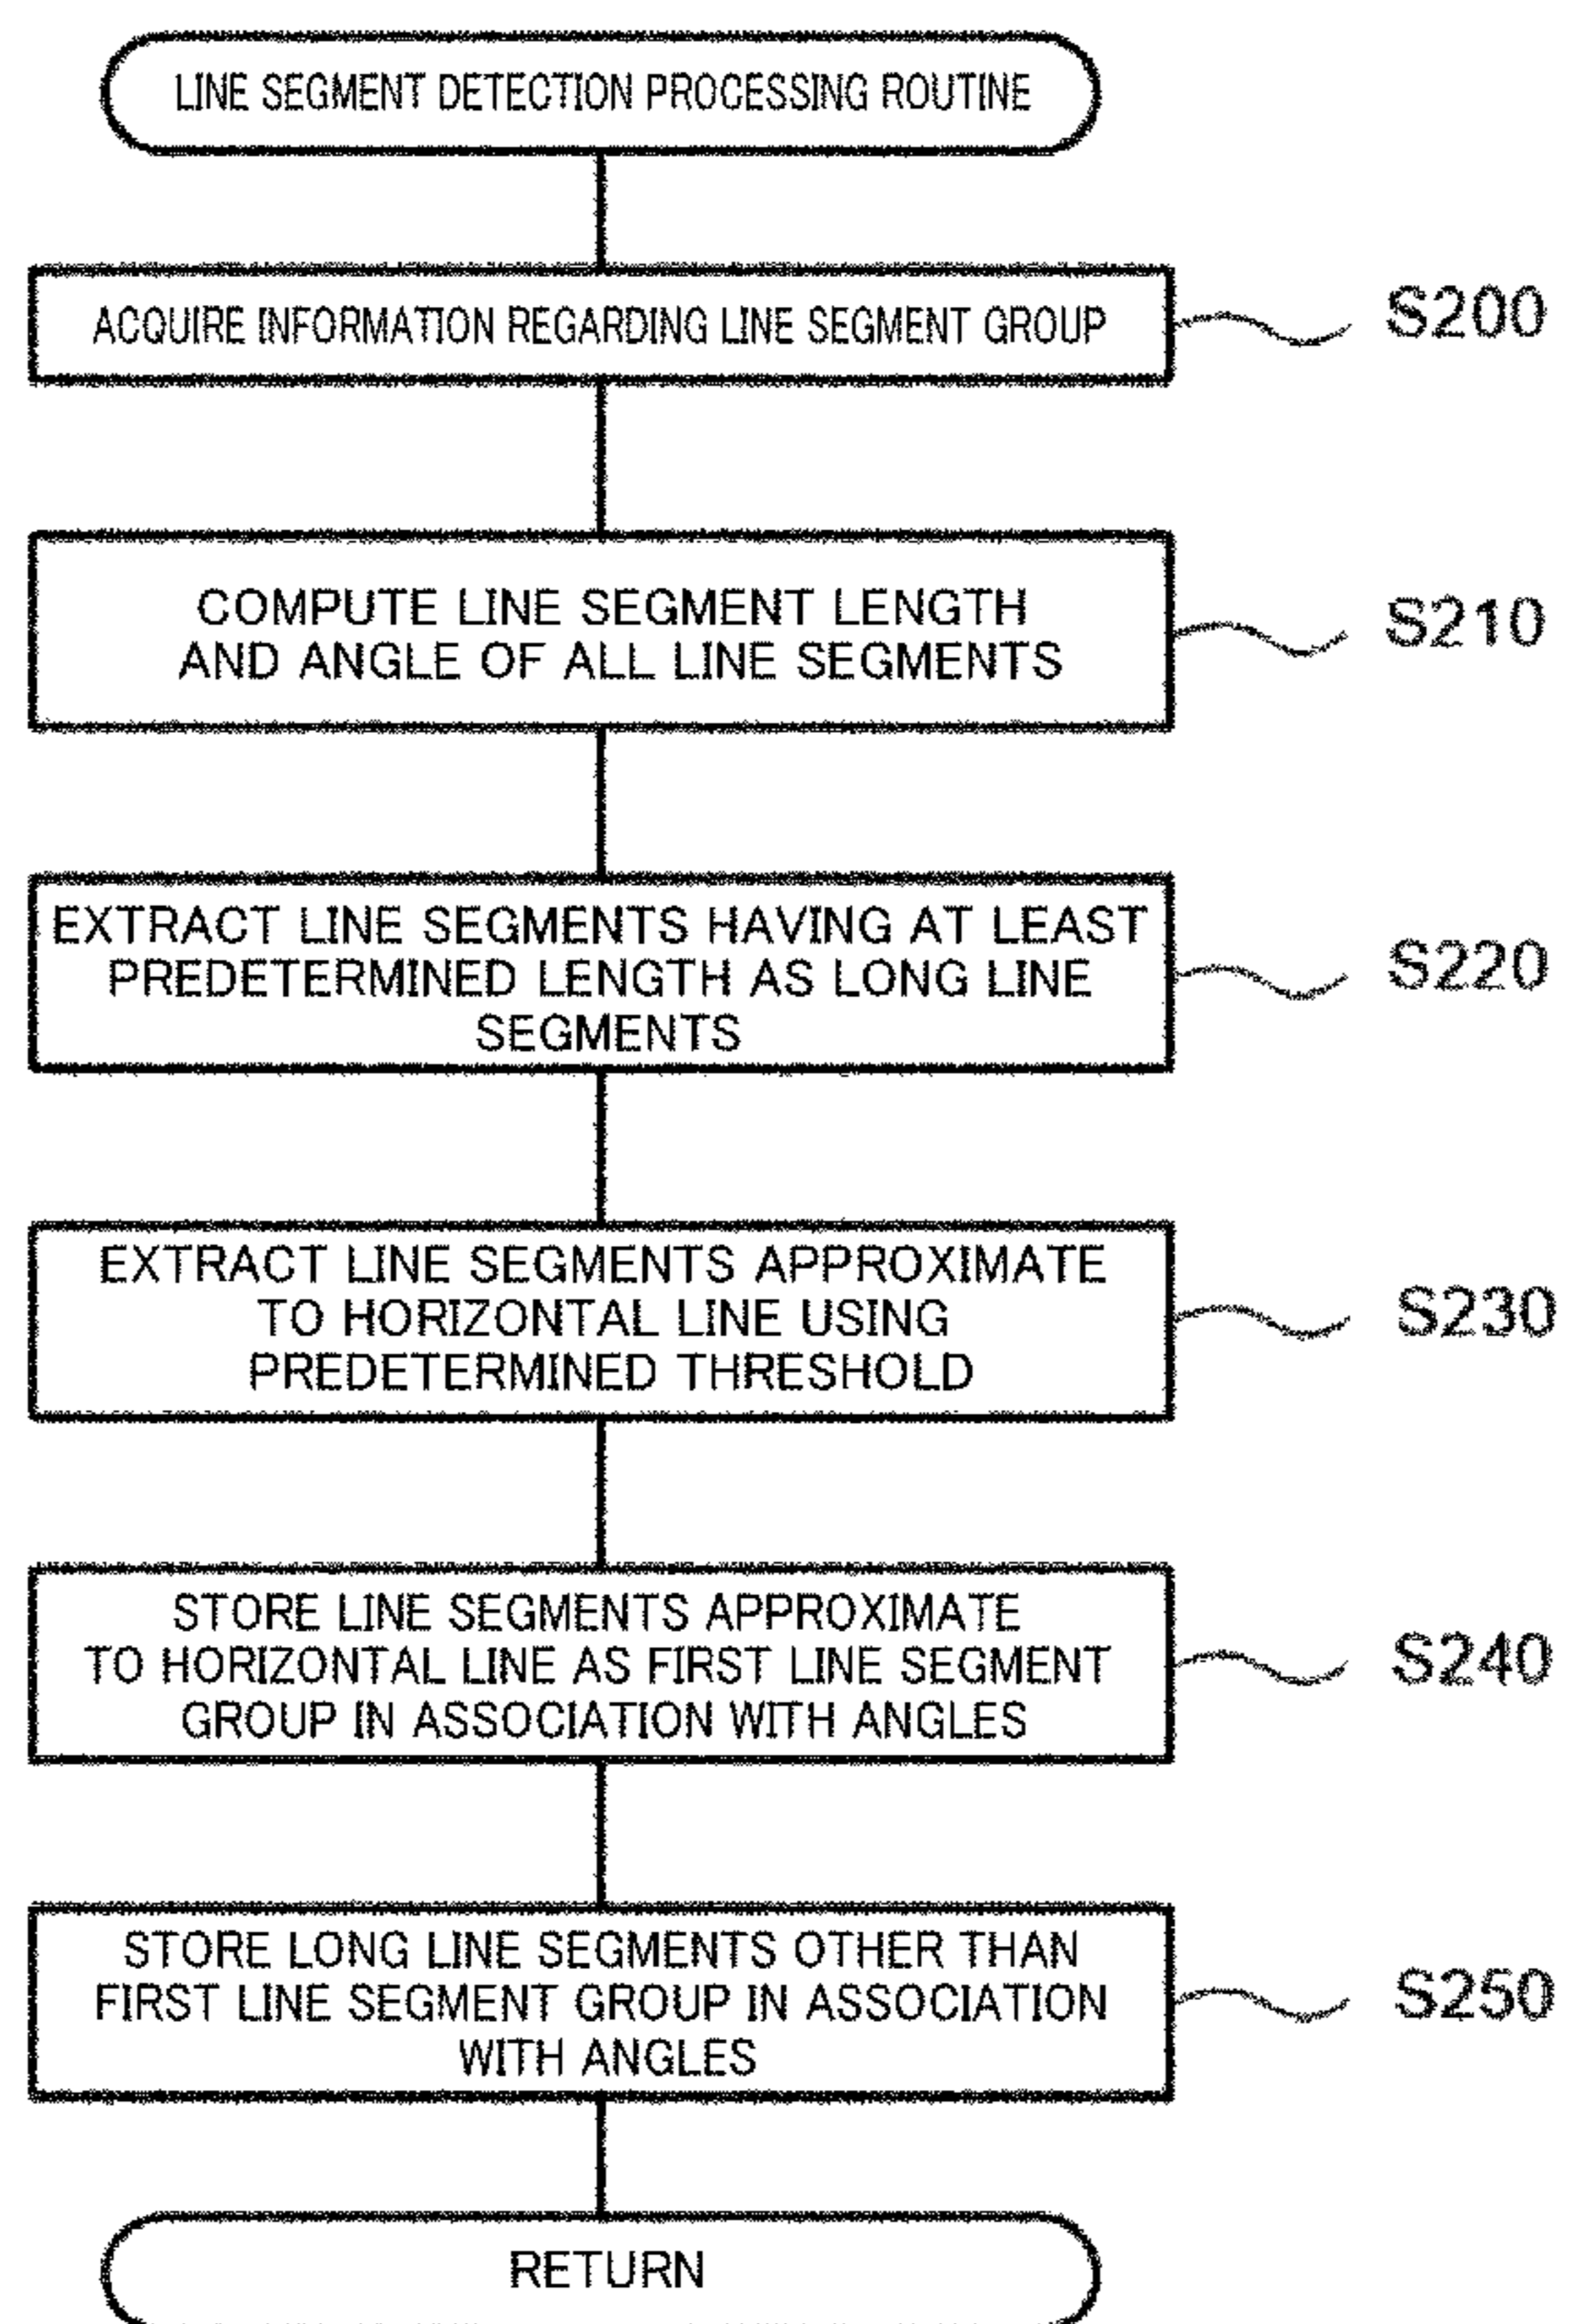 LINE SEGMENT DETECTION PROCESSING ROUTINE
ACQUIRE INFORMATION REGARDING LINE SEGMENT GROUP
S200
COMPUTE LINE SEGMENT LENGTH
AND ANGLE OF ALL LINE SEGMENTS
S210
EXTRACT LINE SEGMENTS HAVING AT LEAST
PREDETERMINED LENGTH AS LONG LINE
SEGMENTS
S220
EXTRACT LINE SEGMENTS APPROXIMATE
TO HORIZONTAL LINE USING
PREDETERMINED THRESHOLD
S230
STORE LINE SEGMENTS APPROXIMATE
TO HORIZONTAL LINE AS FIRST LINE SEGMENT
GROUP IN ASSOCIATION WITH ANGLES
S240
STORE LONG LINE SEGMENTS OTHER THAN
FIRST LINE SEGMENT GROUP IN ASSOCIATION
WITH ANGLES
S250
RETURN